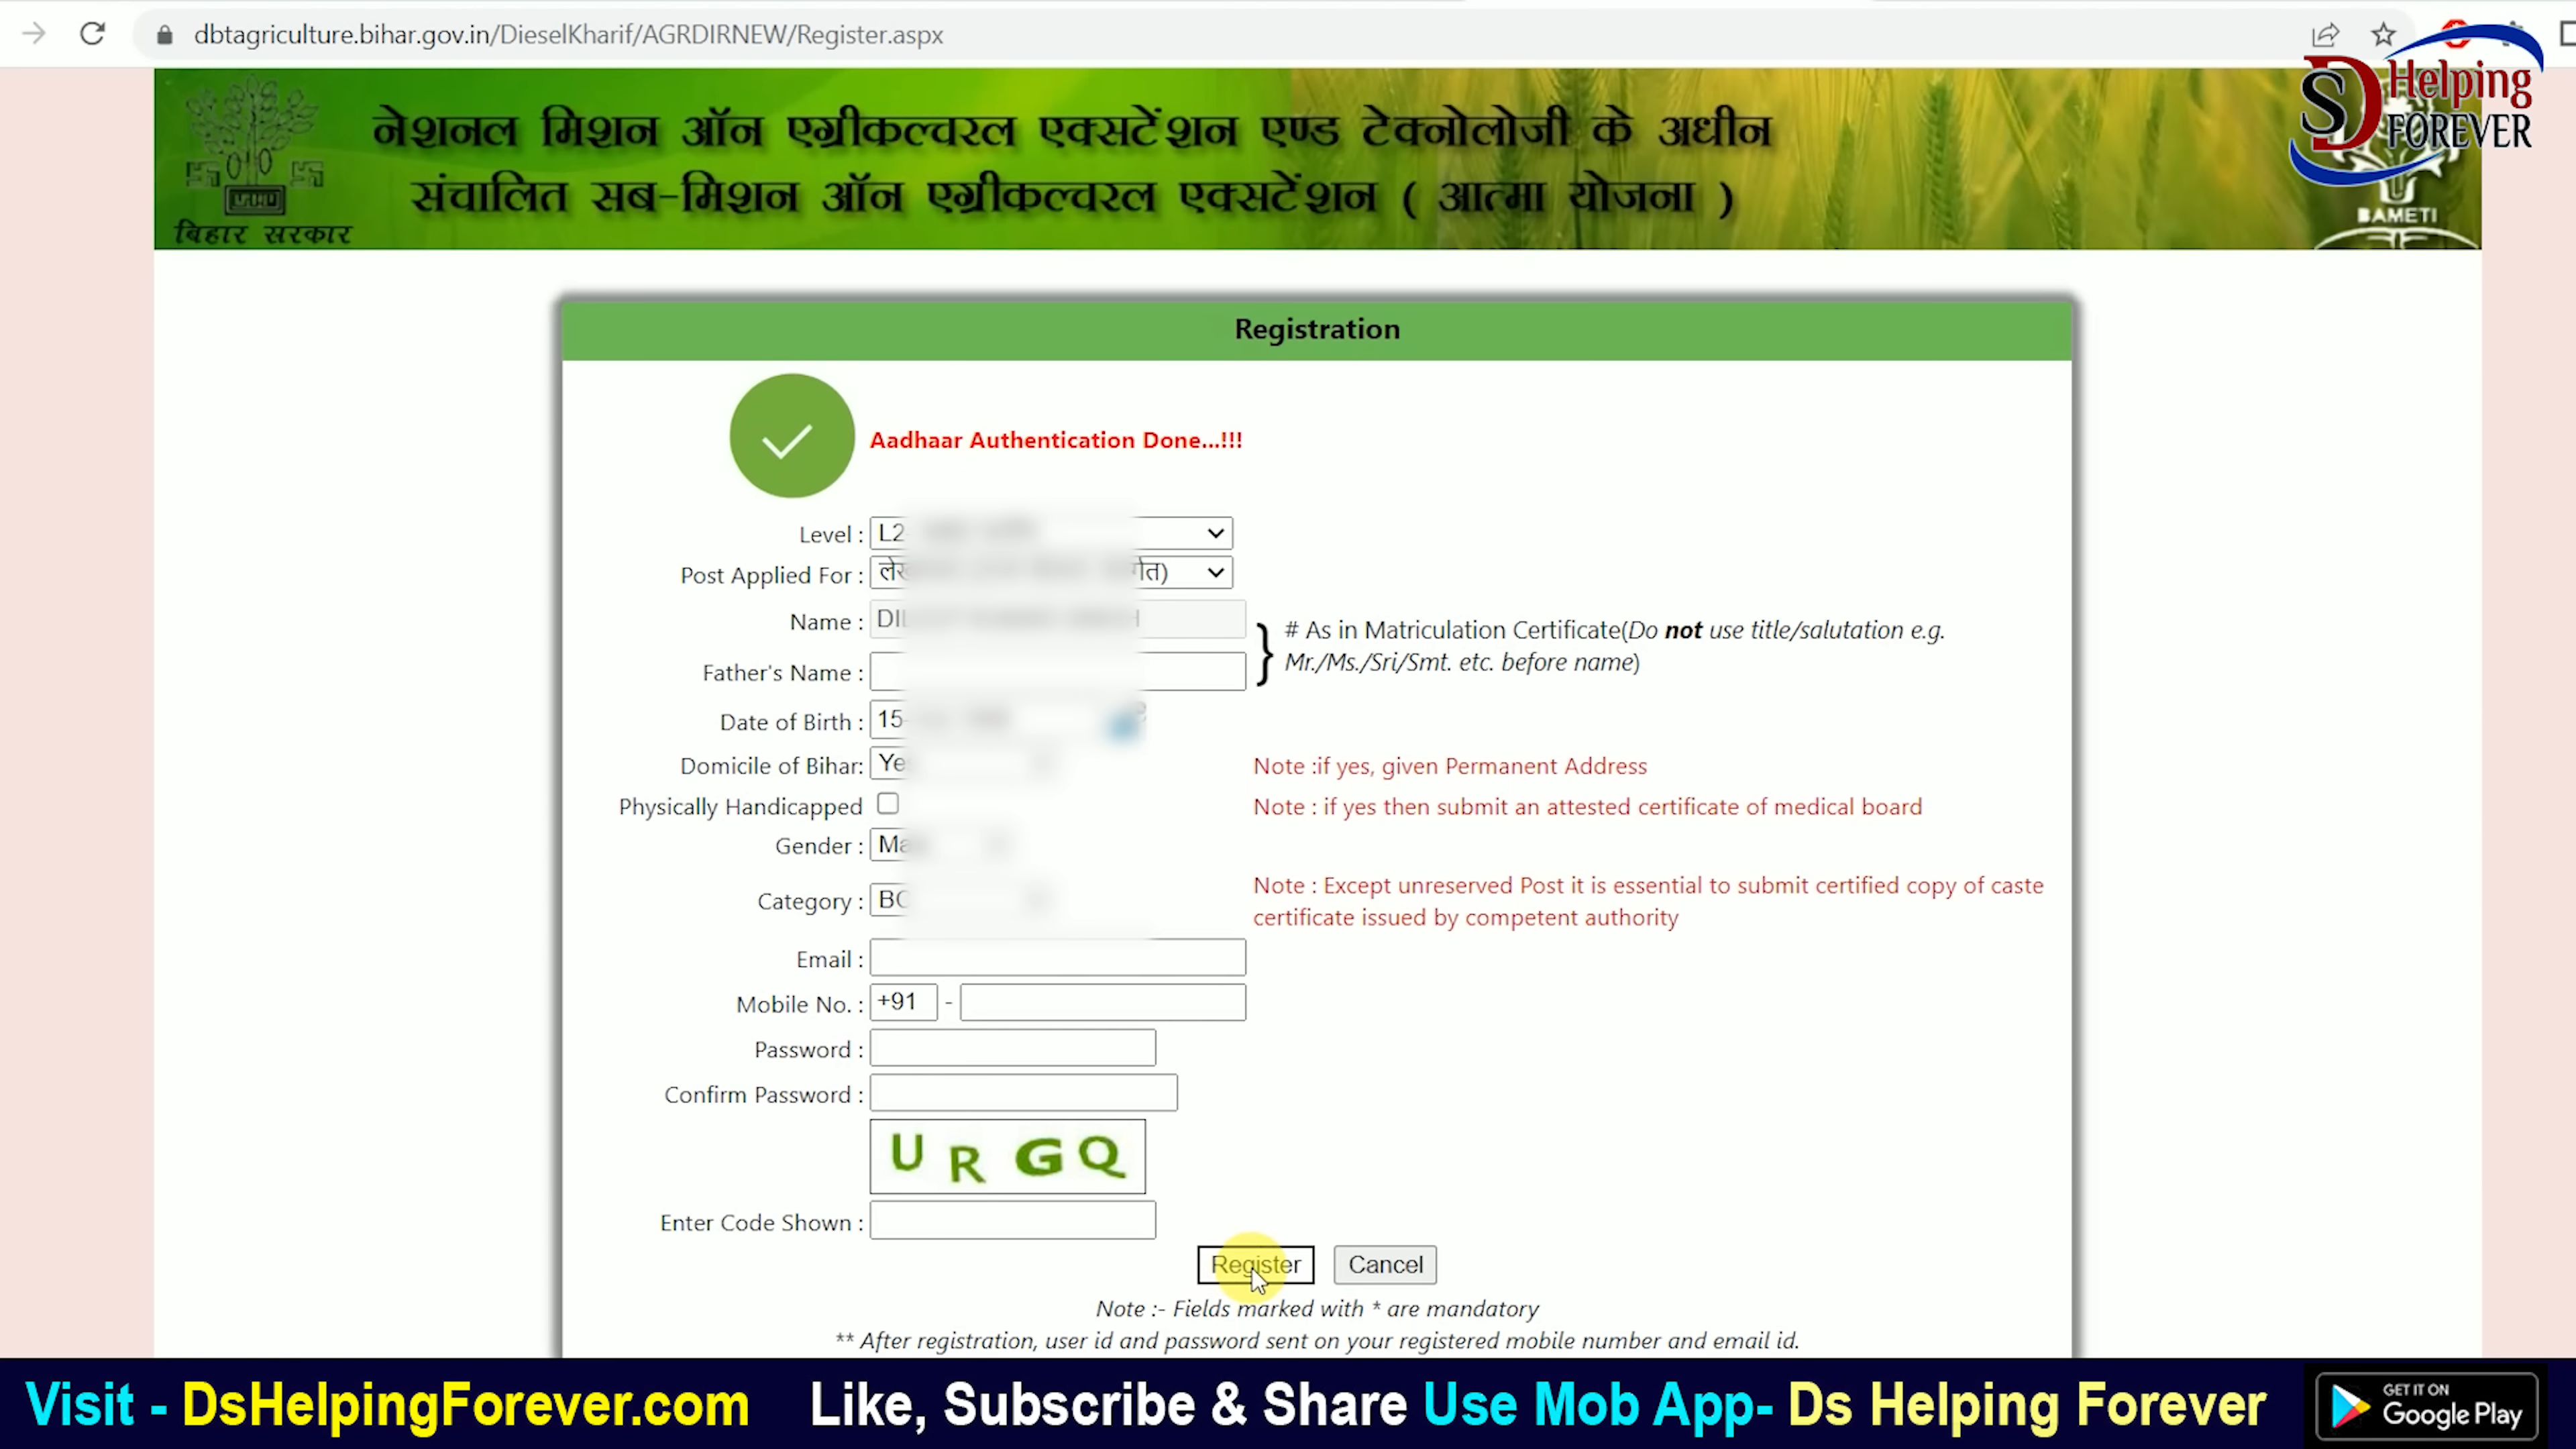 dbtagriculture.bihar.gov.in/DieselKharif/AGRDIRNEW/Register.aspx
SD Helping FOREVER
नेशनल मिशन ऑन एग्रीकल्चरल एक्सटेंशन एण्ड टेक्नोलोजी के अधीन
संचालित सब-मिशन ऑन एग्रीकल्चरल एक्सटेंशन ( आत्मा योजना )
बिहार सरकार
BAMETI
Registration
Aadhaar Authentication Done...!!!
Level : L2
Post Applied For :
Name :
# As in Matriculation Certificate(Do not use title/salutation e.g.
Mr./Ms./Sri/Smt. etc. before name)
Father's Name :
Date of Birth : 15-
Domicile of Bihar: Note :if yes, given Permanent Address
Physically Handicapped Note : if yes then submit an attested certificate of medical board
Gender :
Category : BC
Note : Except unreserved Post it is essential to submit certified copy of caste
certificate issued by competent authority
Email :
Mobile No. : +91 -
Password :
Confirm Password :
U R G Q
Enter Code Shown :
Register Cancel
Note :- Fields marked with * are mandatory
** After registration, user id and password sent on your registered mobile number and email id.
Visit - DsHelpingForever.com Like, Subscribe & Share Use Mob App- Ds Helping Forever
GET IT ON
Google Play